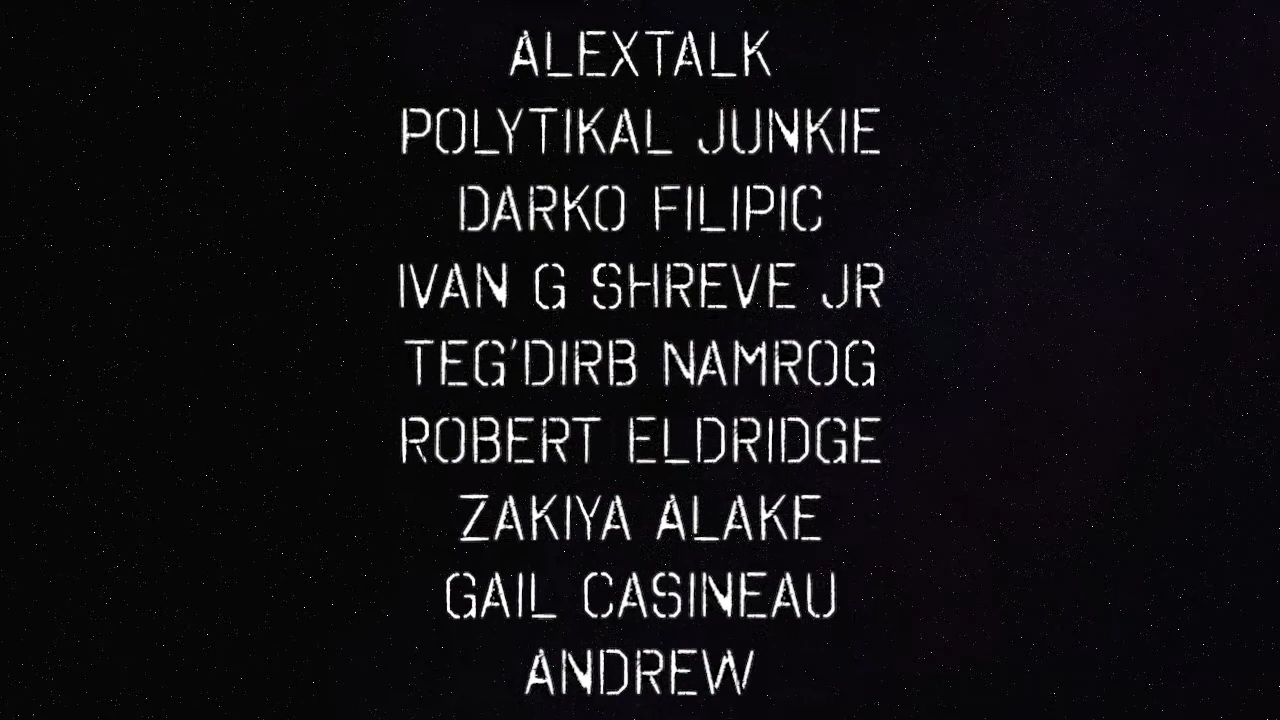 ALEXTALK
POLYTIKAL JUNKIE
DARKO FILIPIC
IVAN G SHREVE JR
TEG'DIRB NAMROG
ROBERT ELDRIDGE
ZAKIYA ALAKE
GAIL CASINEAU
ANDREW